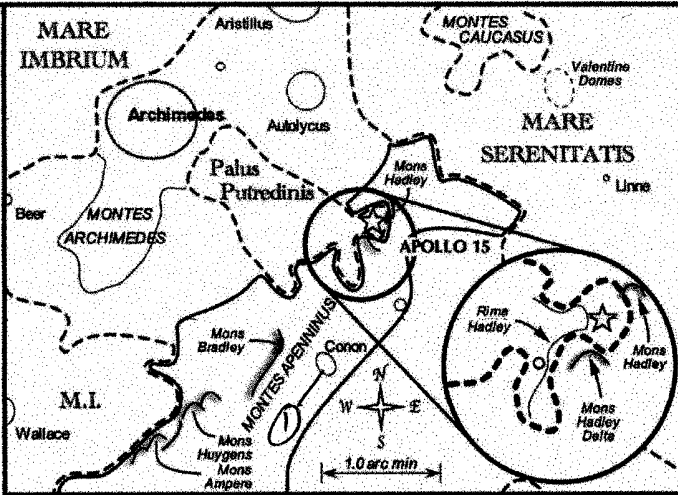 MARE
IMBRIUM
Aristillus
MONTES
CAUCASUS
Valentine
Domes
Archimedes
Autolycus
MARE
SERENITATIS
Palus
Putredinis
Mons
Hadley
Linne
Beer
MONTES
ARCHIMEDES
APOLLO 15
Rima
Hadley
Mons
Hadley
Mons
Bradley
MONTES APENNINUS
Conon
N
W E
S
Mons
Hadley
Delta
M.I.
Wallace
Mons
Huygens
Mons
Ampere
1.0 arc min